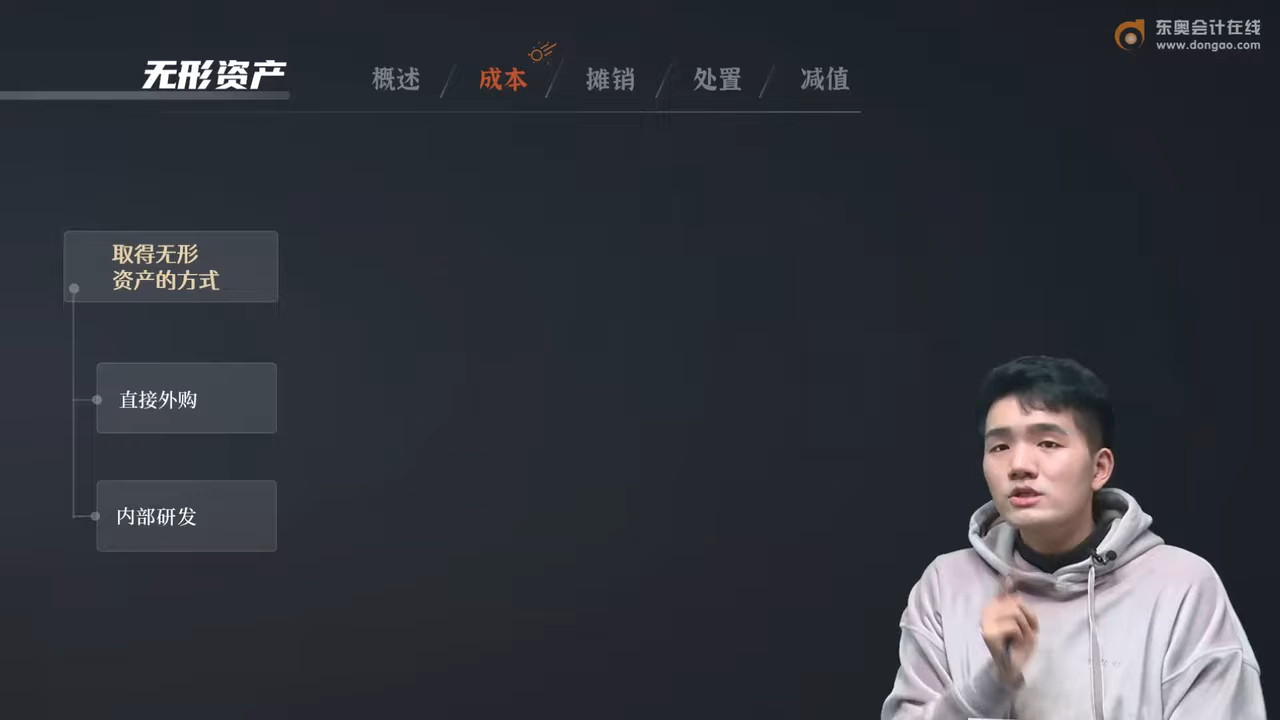 东奥会计在线
www.dongao.com
无形资产
概述 / 成本 / 摊销 / 处置 / 减值
取得无形
资产的方式
直接外购
内部研发